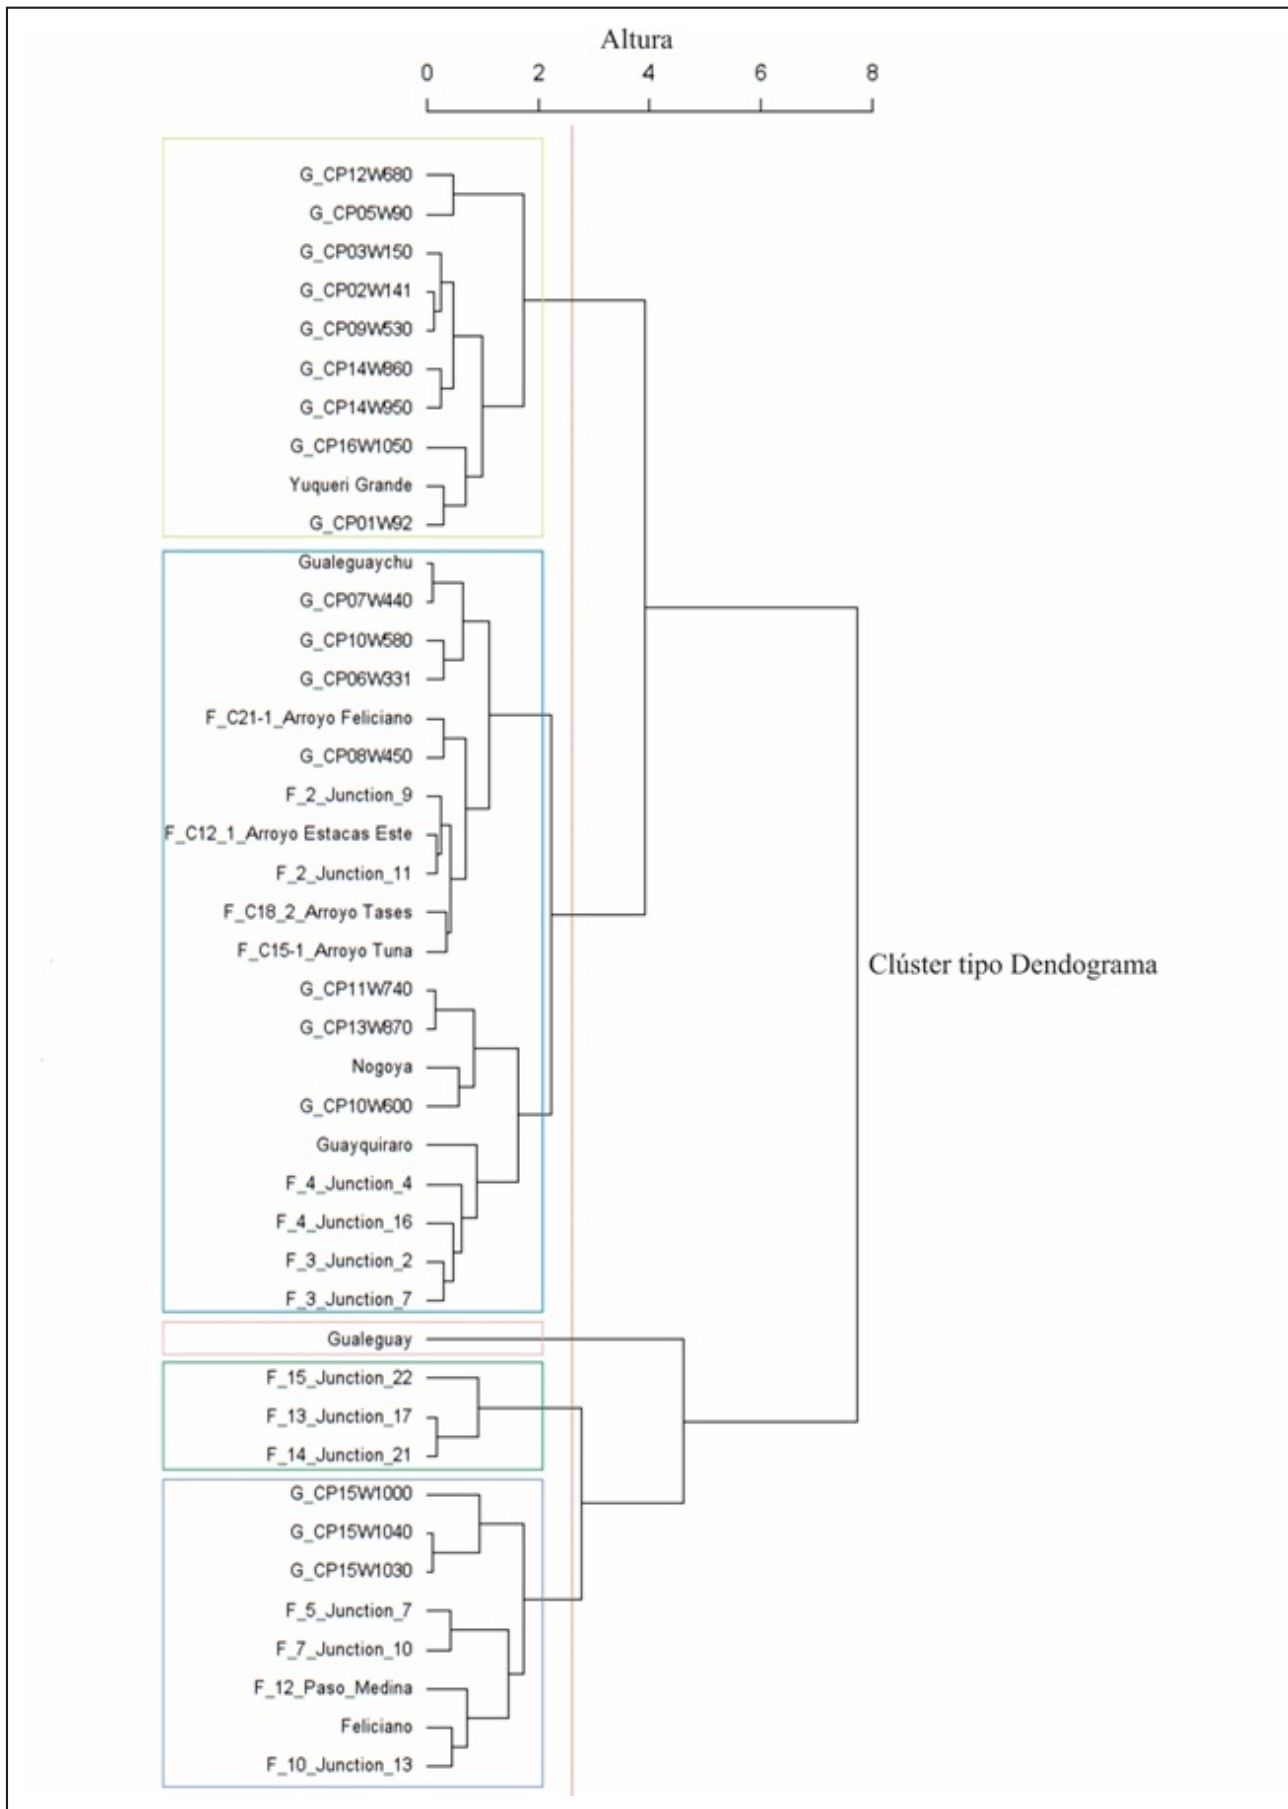 Altura
0 2 4 6 8
G_CP12W680
G_CP05W90
G_CP03W150
G_CP02W141
G_CP09W530
G_CP14W860
G_CP14W950
G_CP16W1050
Yuqueri Grande
G_CP01W92
Gualeguaychu
G_CP07W440
G_CP10W580
G_CP06W331
F_C21-1_Arroyo Feliciano
G_CP08W450
F_2_Junction_9
F_C12_1_Arroyo Estacas Este
F_2_Junction_11
F_C18_2_Arroyo Tases
F_C15-1_Arroyo Tuna
Clúster tipo Dendograma
G_CP11W740
G_CP13W870
Nogoya
G_CP10W600
Guayquiraro
F_4_Junction_4
F_4_Junction_16
F_3_Junction_2
F_3_Junction_7
Gualeguay
F_15_Junction_22
F_13_Junction_17
F_14_Junction_21
G_CP15W1000
G_CP15W1040
G_CP15W1030
F_5_Junction_7
F_7_Junction_10
F_12_Paso_Medina
Feliciano
F_10_Junction_13